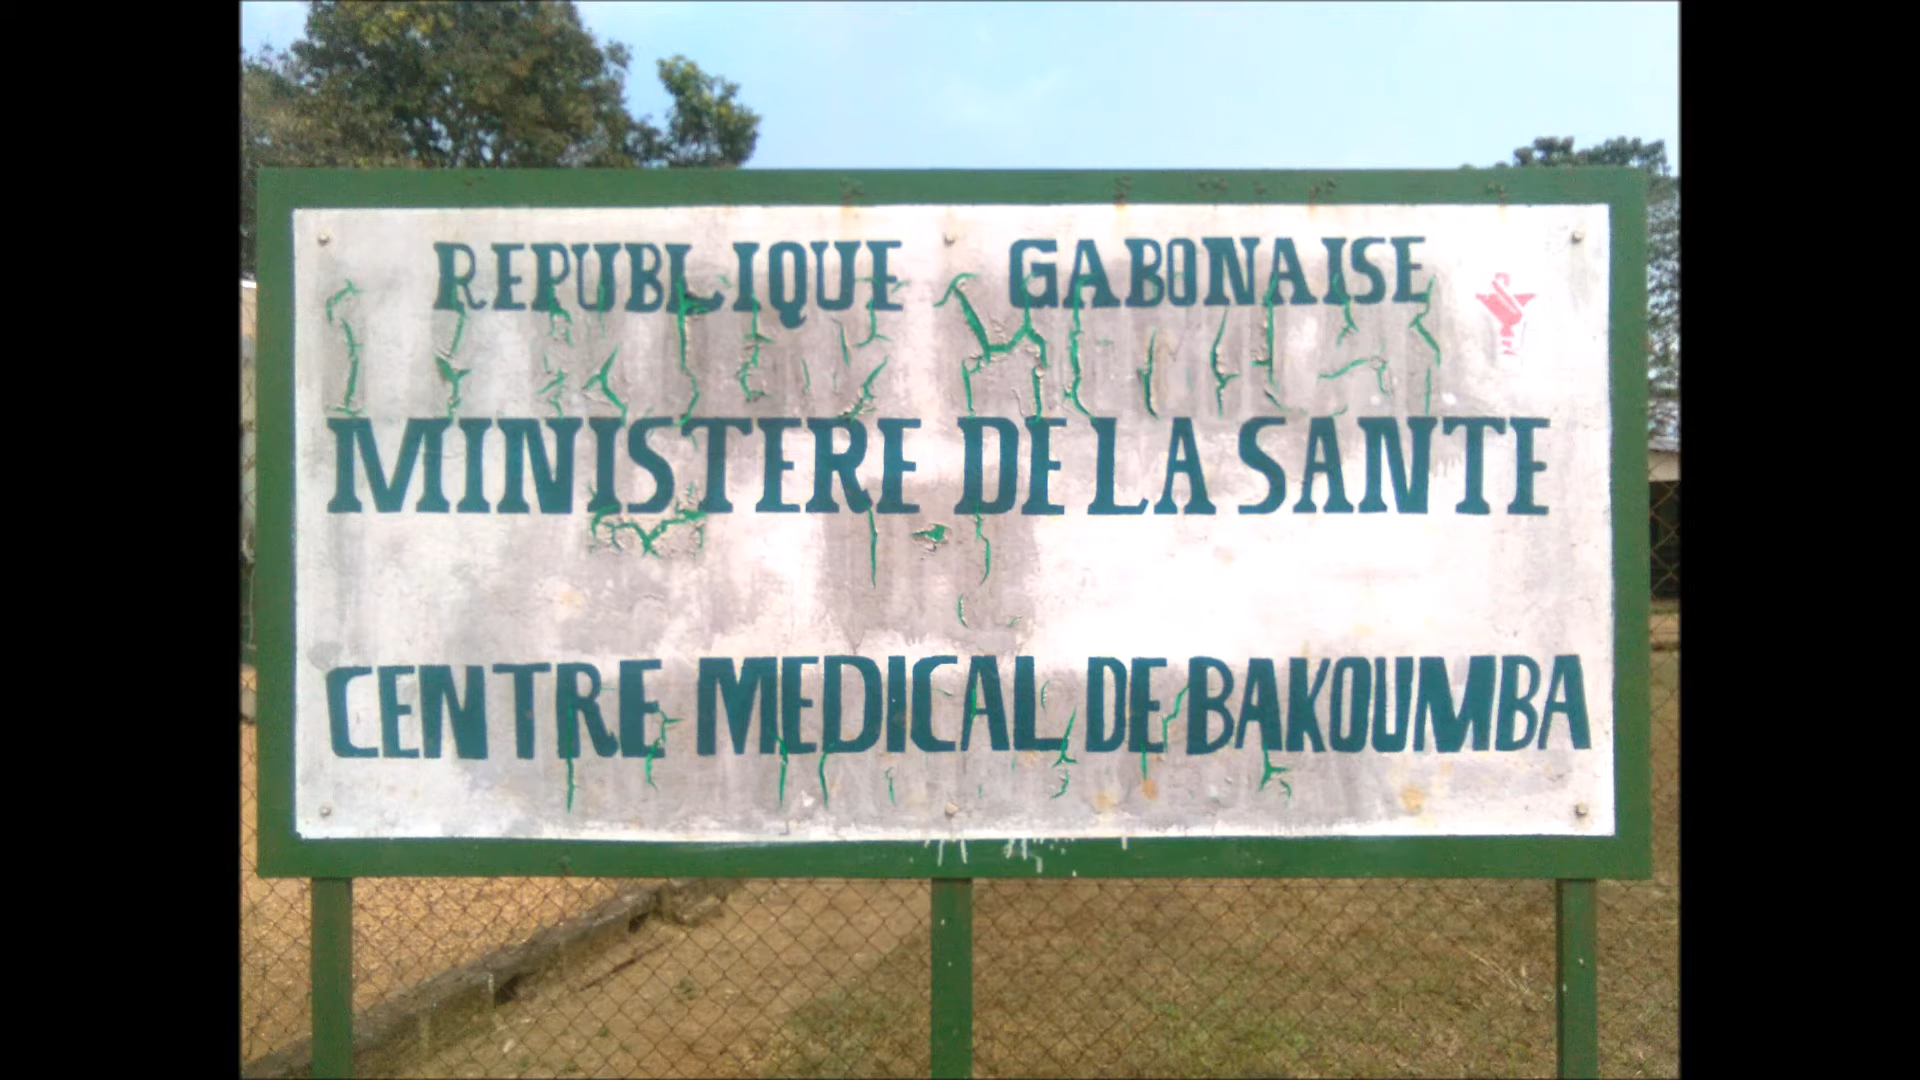 REPUBLIQUE GABONAISE
MINISTERE DE LA SANTE
CENTRE MEDICAL DE BAKOUMBA